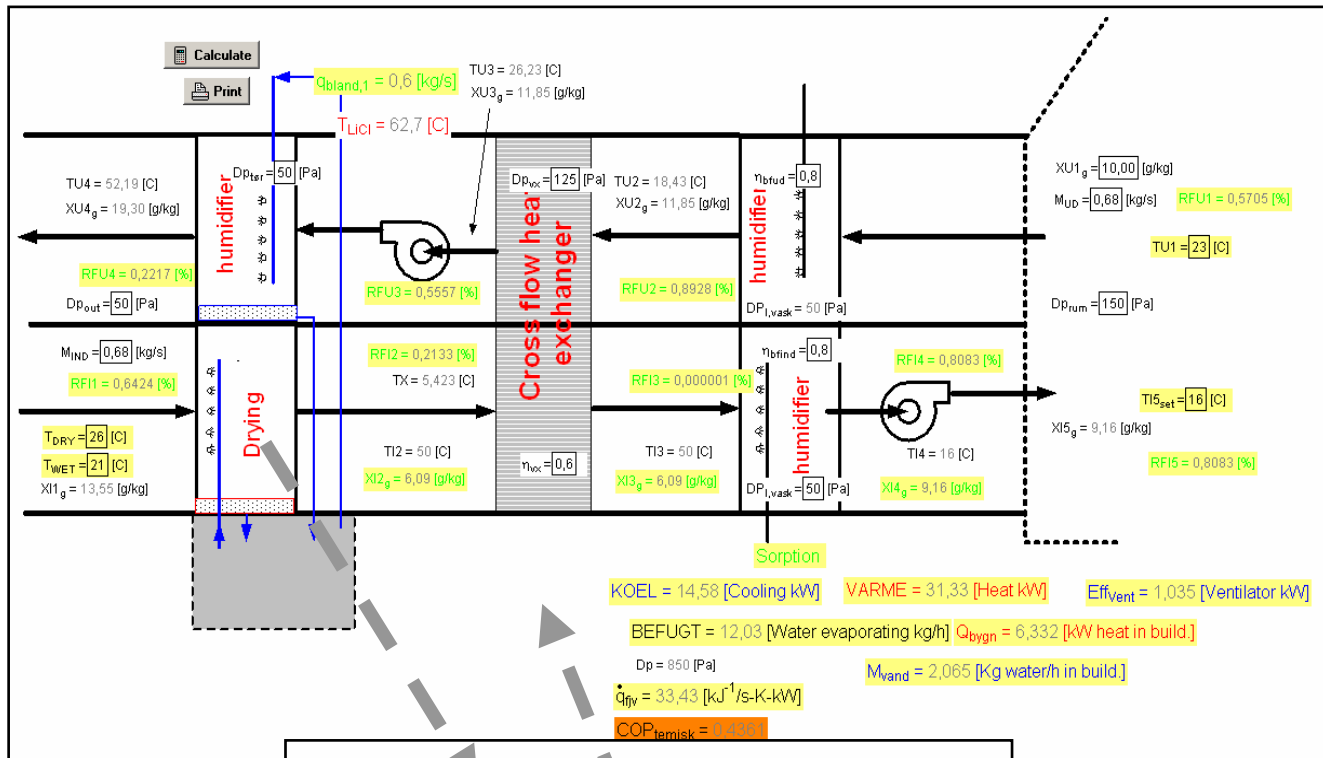 Calculate
Print
q̇bland,1 = 0,6 [kg/s]
TU3 = 26,23 [C]
XU3g = 11,85 [g/kg]
TLiCl = 62,7 [C]
TU4 = 52,19 [C]
XU4g = 19,30 [g/kg]
Dptør = 50 [Pa]
humidifier
RFU4 = 0,2217 [%]
Dpout = 50 [Pa]
RFU3 = 0,5557 [%]
Dpvx = 125 [Pa]
Cross flow heat
exchanger
ηvx = 0,6
TU2 = 18,43 [C]
XU2g = 11,85 [g/kg]
RFU2 = 0,8928 [%]
ηbfud = 0,8
humidifier
DPI,vask = 50 [Pa]
XU1g = 10,00 [g/kg]
MUD = 0,68 [kg/s]
RFU1 = 0,5705 [%]
TU1 = 23 [C]
Dprum = 150 [Pa]
MIND = 0,68 [kg/s]
RFI1 = 0,6424 [%]
TDRY = 26 [C]
TWET = 21 [C]
XI1g = 13,55 [g/kg]
Drying
RFI2 = 0,2133 [%]
TX = 5,423 [C]
TI2 = 50 [C]
XI2g = 6,09 [g/kg]
RFI3 = 0,000001 [%]
TI3 = 50 [C]
XI3g = 6,09 [g/kg]
ηbfind = 0,8
humidifier
DPI,vask = 50 [Pa]
RFI4 = 0,8083 [%]
TI4 = 16 [C]
XI4g = 9,16 [g/kg]
TI5set = 16 [C]
XI5g = 9,16 [g/kg]
RFI5 = 0,8083 [%]
Sorption
KOEL = 14,58 [Cooling kW] VARME = 31,33 [Heat kW] EffVent = 1,035 [Ventilator kW]
BEFUGT = 12,03 [Water evaporating kg/h] Qbygn = 6,332 [kW heat in build.]
Dp = 850 [Pa] Mvand = 2,065 [Kg water/h in build.]
q̇fjv = 33,43 [kJ⁻¹/s-K-kW]
COPtemisk = 0,4361